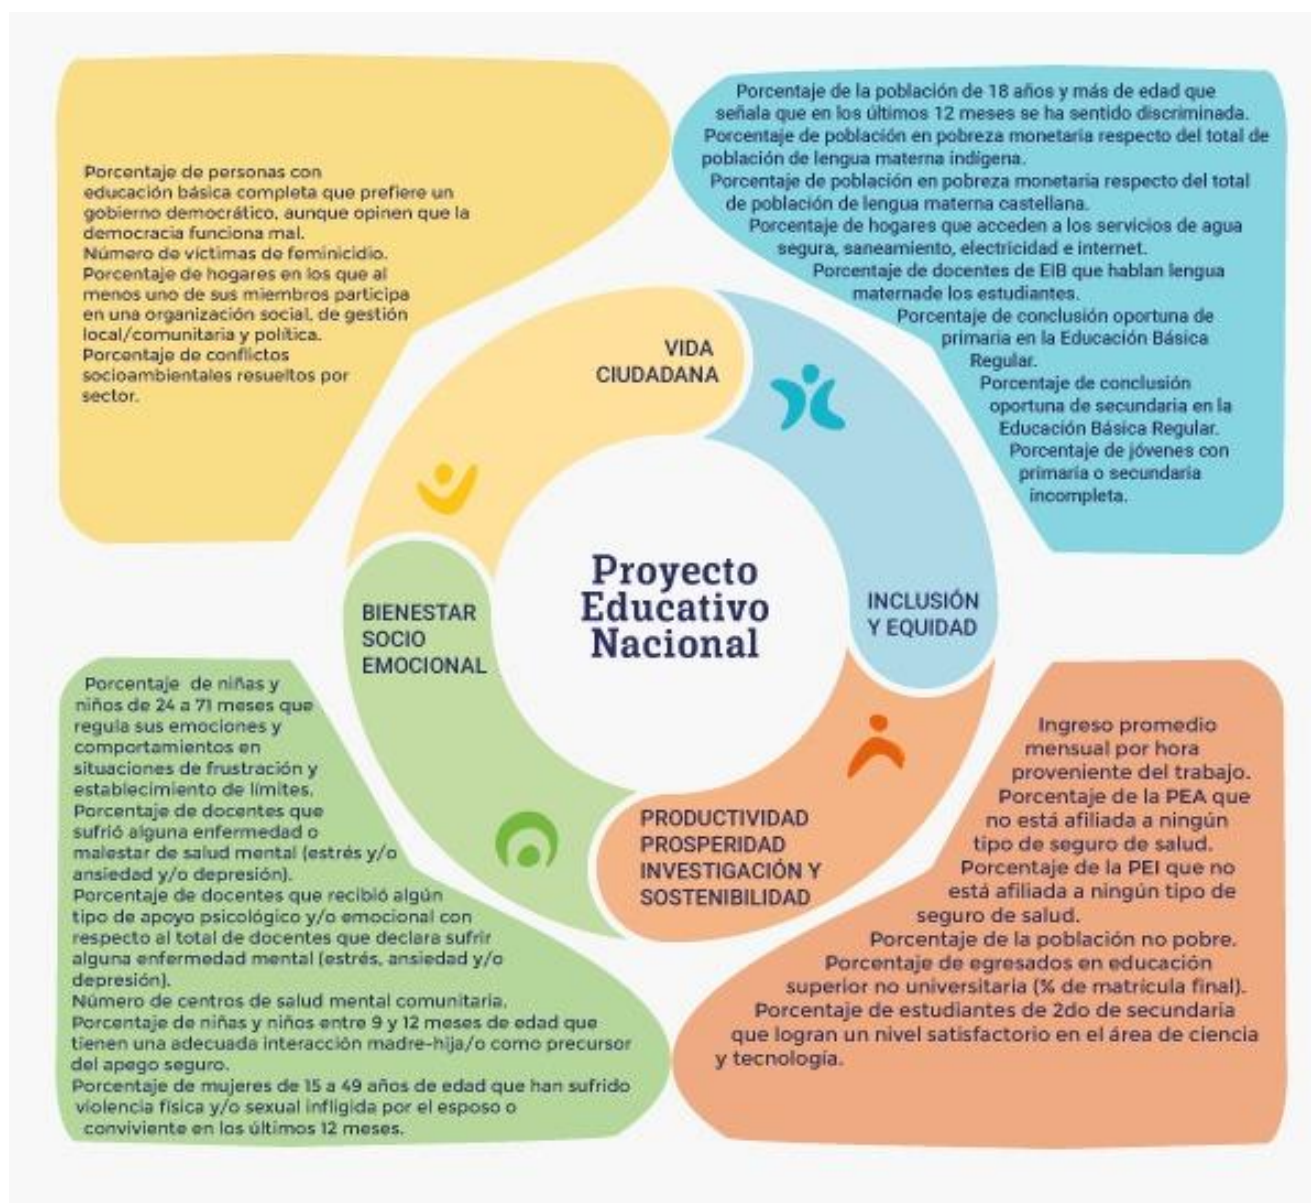 Porcentaje de personas con
educación básica completa que prefiere un
gobierno democrático, aunque opinen que la
democracia funciona mal.
Número de víctimas de feminicidio.
Porcentaje de hogares en los que al
menos uno de sus miembros participa
en una organización social, de gestión
local/comunitaria y política.
Porcentaje de conflictos
socioambientales resueltos por
sector.
Porcentaje de la población de 18 años y más de edad que
señala que en los últimos 12 meses se ha sentido discriminada.
Porcentaje de población en pobreza monetaria respecto del total de
población de lengua materna indígena.
Porcentaje de población en pobreza monetaria respecto del total
de población de lengua materna castellana.
Porcentaje de hogares que acceden a los servicios de agua
segura, saneamiento, electricidad e internet.
Porcentaje de docentes de EIB que hablan lengua
maternade los estudiantes.
Porcentaje de conclusión oportuna de
primaria en la Educación Básica
Regular.
Porcentaje de conclusión
oportuna de secundaria en la
Educación Básica Regular.
Porcentaje de jóvenes con
primaria o secundaria
incompleta.
VIDA
CIUDADANA
INCLUSIÓN
Y EQUIDAD
Proyecto
Educativo
Nacional
BIENESTAR
SOCIO
EMOCIONAL
PRODUCTIVIDAD
PROSPERIDAD
INVESTIGACIÓN Y
SOSTENIBILIDAD
Porcentaje de niñas y
niños de 24 a 71 meses que
regula sus emociones y
comportamientos en
situaciones de frustración y
establecimiento de límites.
Porcentaje de docentes que
sufrió alguna enfermedad o
malestar de salud mental (estrés y/o
ansiedad y/o depresión).
Porcentaje de docentes que recibió algún
tipo de apoyo psicológico y/o emocional con
respecto al total de docentes que declara sufrir
alguna enfermedad mental (estrés, ansiedad y/o
depresión).
Número de centros de salud mental comunitaria.
Porcentaje de niñas y niños entre 9 y 12 meses de edad que
tienen una adecuada interacción madre-hija/o como precursor
del apego seguro.
Porcentaje de mujeres de 15 a 49 años de edad que han sufrido
violencia física y/o sexual infligida por el esposo o
conviviente en los últimos 12 meses.
Ingreso promedio
mensual por hora
proveniente del trabajo.
Porcentaje de la PEA que
no está afiliada a ningún
tipo de seguro de salud.
Porcentaje de la PEI que no
está afiliada a ningún tipo de
seguro de salud.
Porcentaje de la población no pobre.
Porcentaje de egresados en educación
superior no universitaria (% de matrícula final).
Porcentaje de estudiantes de 2do de secundaria
que logran un nivel satisfactorio en el área de ciencia
y tecnología.